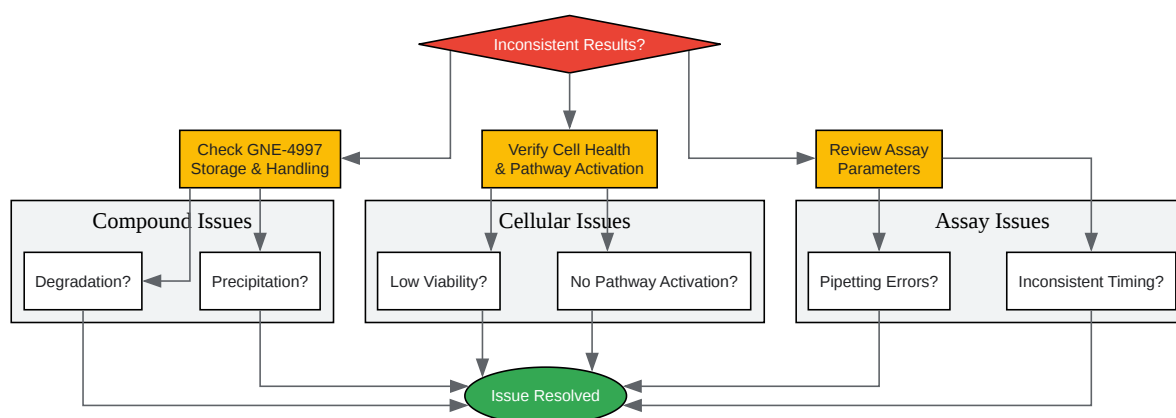 Inconsistent Results?
Check GNE-4997
Storage & Handling
Verify Cell Health
& Pathway Activation
Review Assay
Parameters
Compound Issues
Cellular Issues
Assay Issues
Degradation?
Precipitation?
Low Viability?
No Pathway Activation?
Pipetting Errors?
Inconsistent Timing?
Issue Resolved